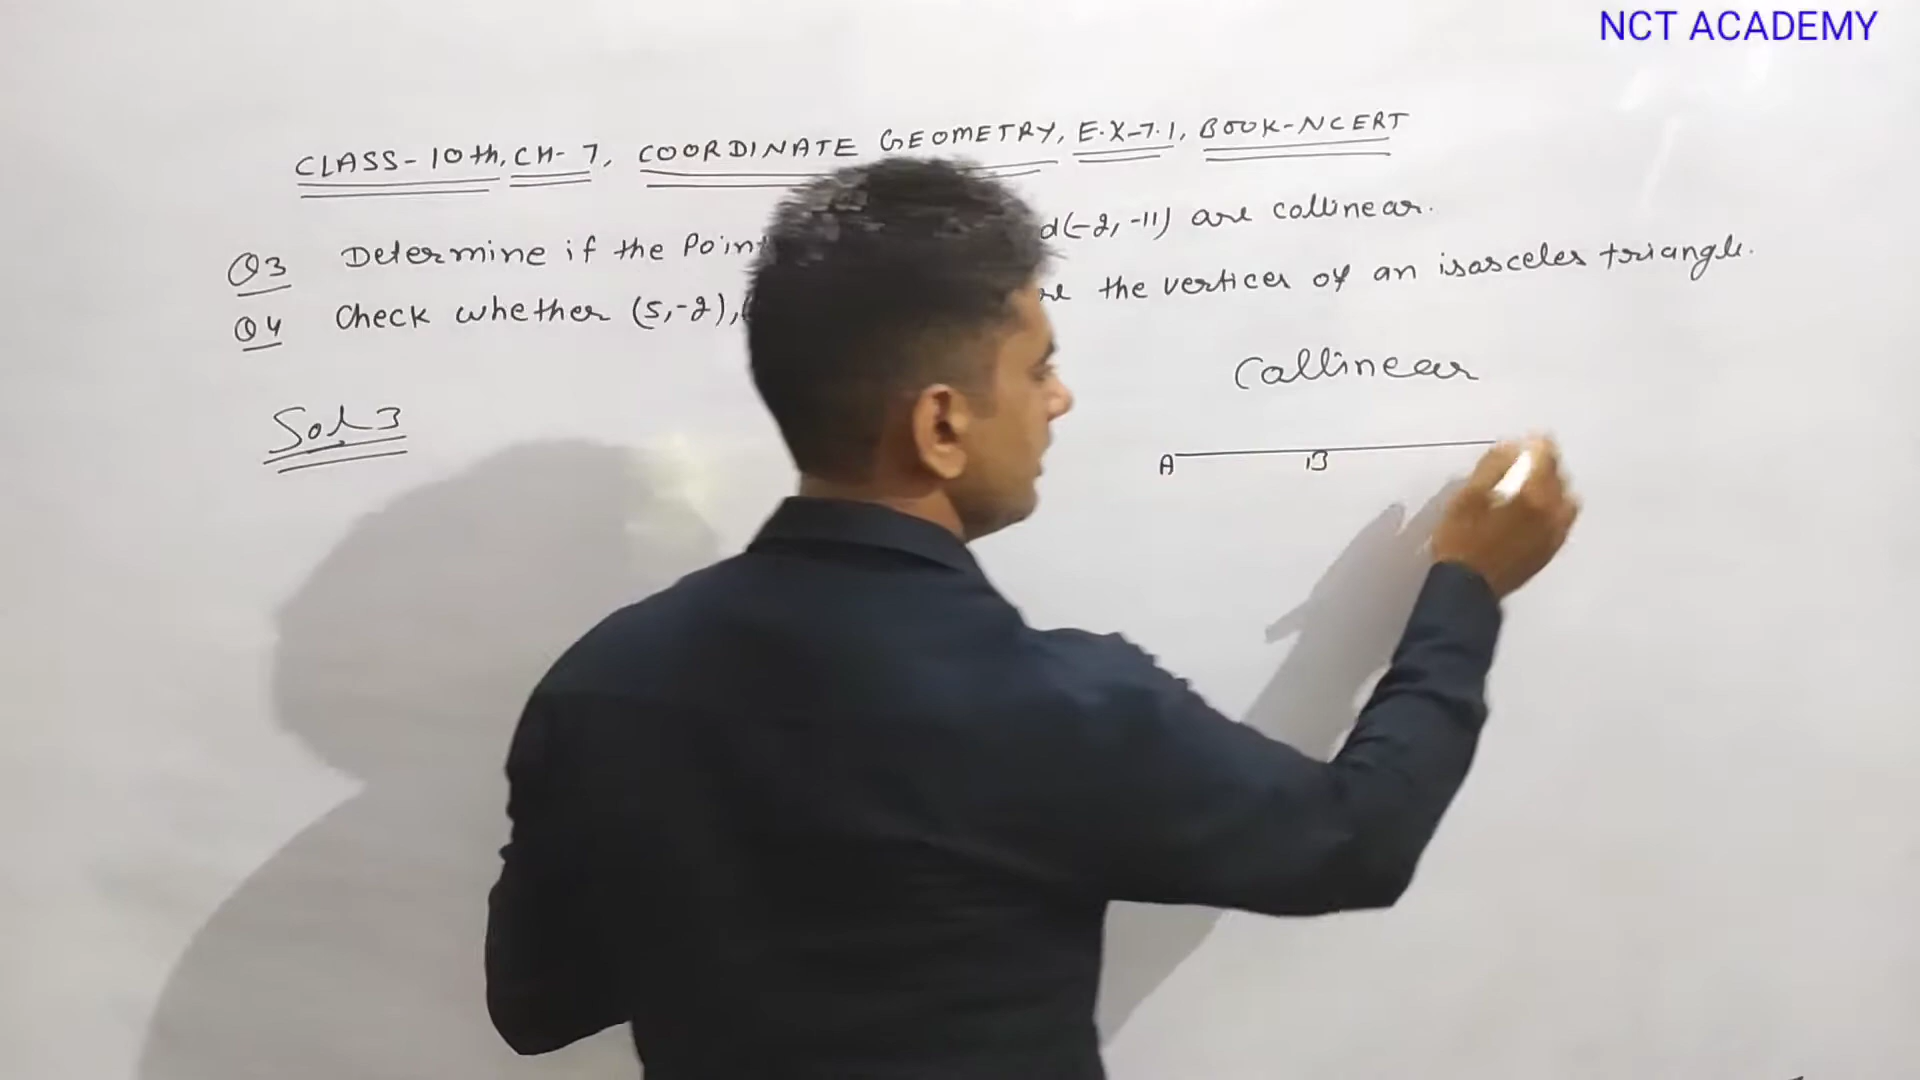 NCT ACADEMY
CLASS-10th, CH-7, COORDINATE GEOMETRY, E.X-7.1, BOOK-NCERT
Q3 Determine if the Point d(-2,-11) are collinear.
Q4 Check whether (5,-2), the vertices of an isasceles triangle.
Sol 3
Collinear
A B